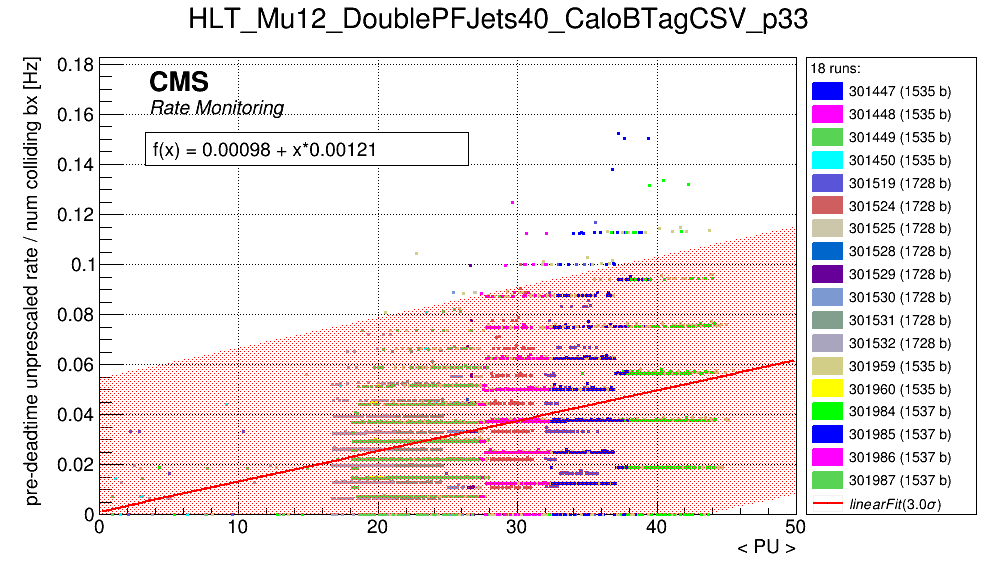 HLT_Mu12_DoublePFJets40_CaloBTagCSV_p33
pre-deadtime unprescaled rate / num colliding bx [Hz]
0.18
0.16
0.14
0.12
0.1
0.08
0.06
0.04
0.02
0
CMS
Rate Monitoring
f(x) = 0.00098 + x*0.00121
0 10 20 30 40 50
< PU >
18 runs:
301447 (1535 b)
301448 (1535 b)
301449 (1535 b)
301450 (1535 b)
301519 (1728 b)
301524 (1728 b)
301525 (1728 b)
301528 (1728 b)
301529 (1728 b)
301530 (1728 b)
301531 (1728 b)
301532 (1728 b)
301959 (1535 b)
301960 (1535 b)
301984 (1537 b)
301985 (1537 b)
301986 (1537 b)
301987 (1537 b)
linearFit(3.0σ)